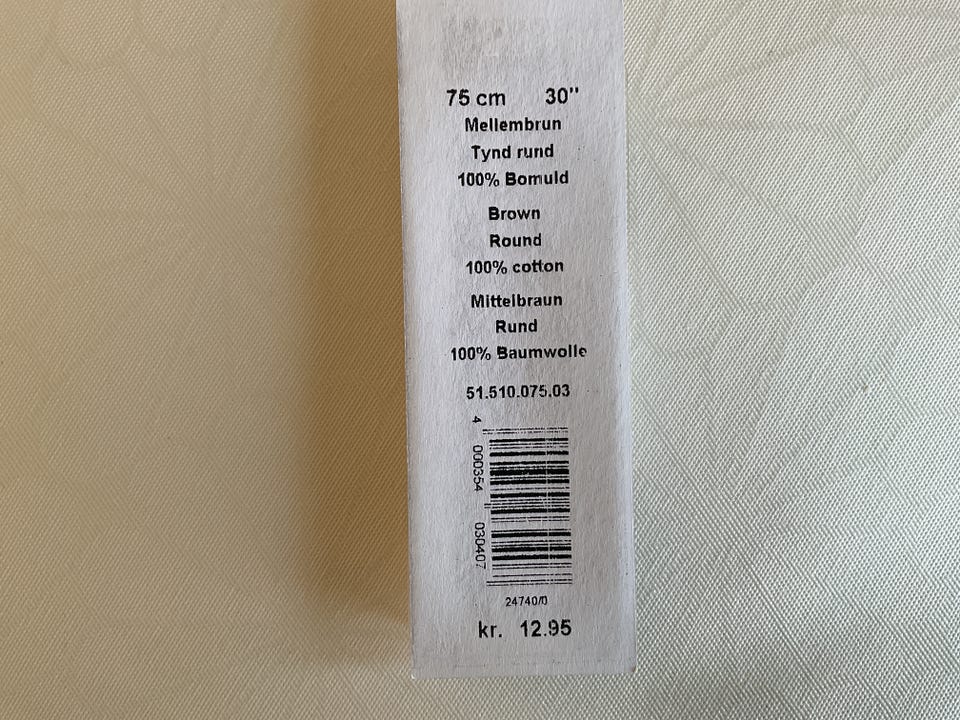 75 cm 30"
Mellembrun
Tynd rund
100% Bomuld
Brown
Round
100% cotton
Mittelbraun
Rund
100% Baumwolle
51.510.075.03
4 000354 030407
24740/0
kr. 12.95